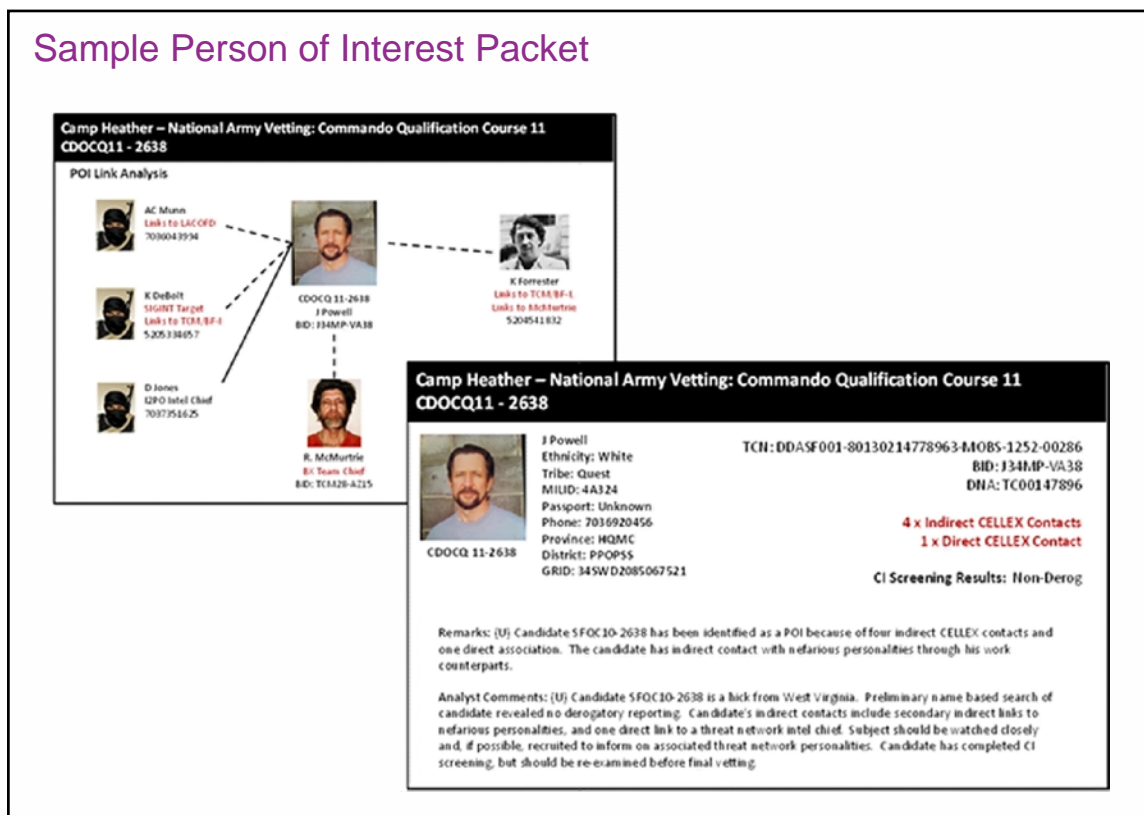 Sample Person of Interest Packet
Camp Heather – National Army Vetting: Commando Qualification Course 11
CDOCQ11 - 2638
POI Link Analysis
AC Munn
Links to LACOFD
7036043994
K DeBolt
SIGINT Target
Links to TCM/BF-I
5205334657
D Jones
I2PO Intel Chief
7037351625
CDOCQ 11-2638
J Powell
BID: J34MP-VA38
R. McMurtrie
BX Team Chief
BID: TCM28-AZ15
K Forrester
Links to TCM/BF-L
Links to McMurtrie
5204541832
Camp Heather – National Army Vetting: Commando Qualification Course 11
CDOCQ11 - 2638
CDOCQ 11-2638
J Powell
Ethnicity: White
Tribe: Quest
MILID: 4A324
Passport: Unknown
Phone: 7036920456
Province: HQMC
District: PPOPSS
GRID: 34SWD2085067521
TCN: DDASF001-80130214778963-MOBS-1252-00286
BID: J34MP-VA38
DNA: TC00147896
4 x Indirect CELLEX Contacts
1 x Direct CELLEX Contact
CI Screening Results: Non-Derog
Remarks: (U) Candidate SFQC10-2638 has been identified as a POI because of four indirect CELLEX contacts and
one direct association. The candidate has indirect contact with nefarious personalities through his work
counterparts.
Analyst Comments: (U) Candidate SFQC10-2638 is a hick from West Virginia. Preliminary name based search of
candidate revealed no derogatory reporting. Candidate's indirect contacts include secondary indirect links to
nefarious personalities, and one direct link to a threat network intel chief. Subject should be watched closely
and, if possible, recruited to inform on associated threat network personalities. Candidate has completed CI
screening, but should be re-examined before final vetting.